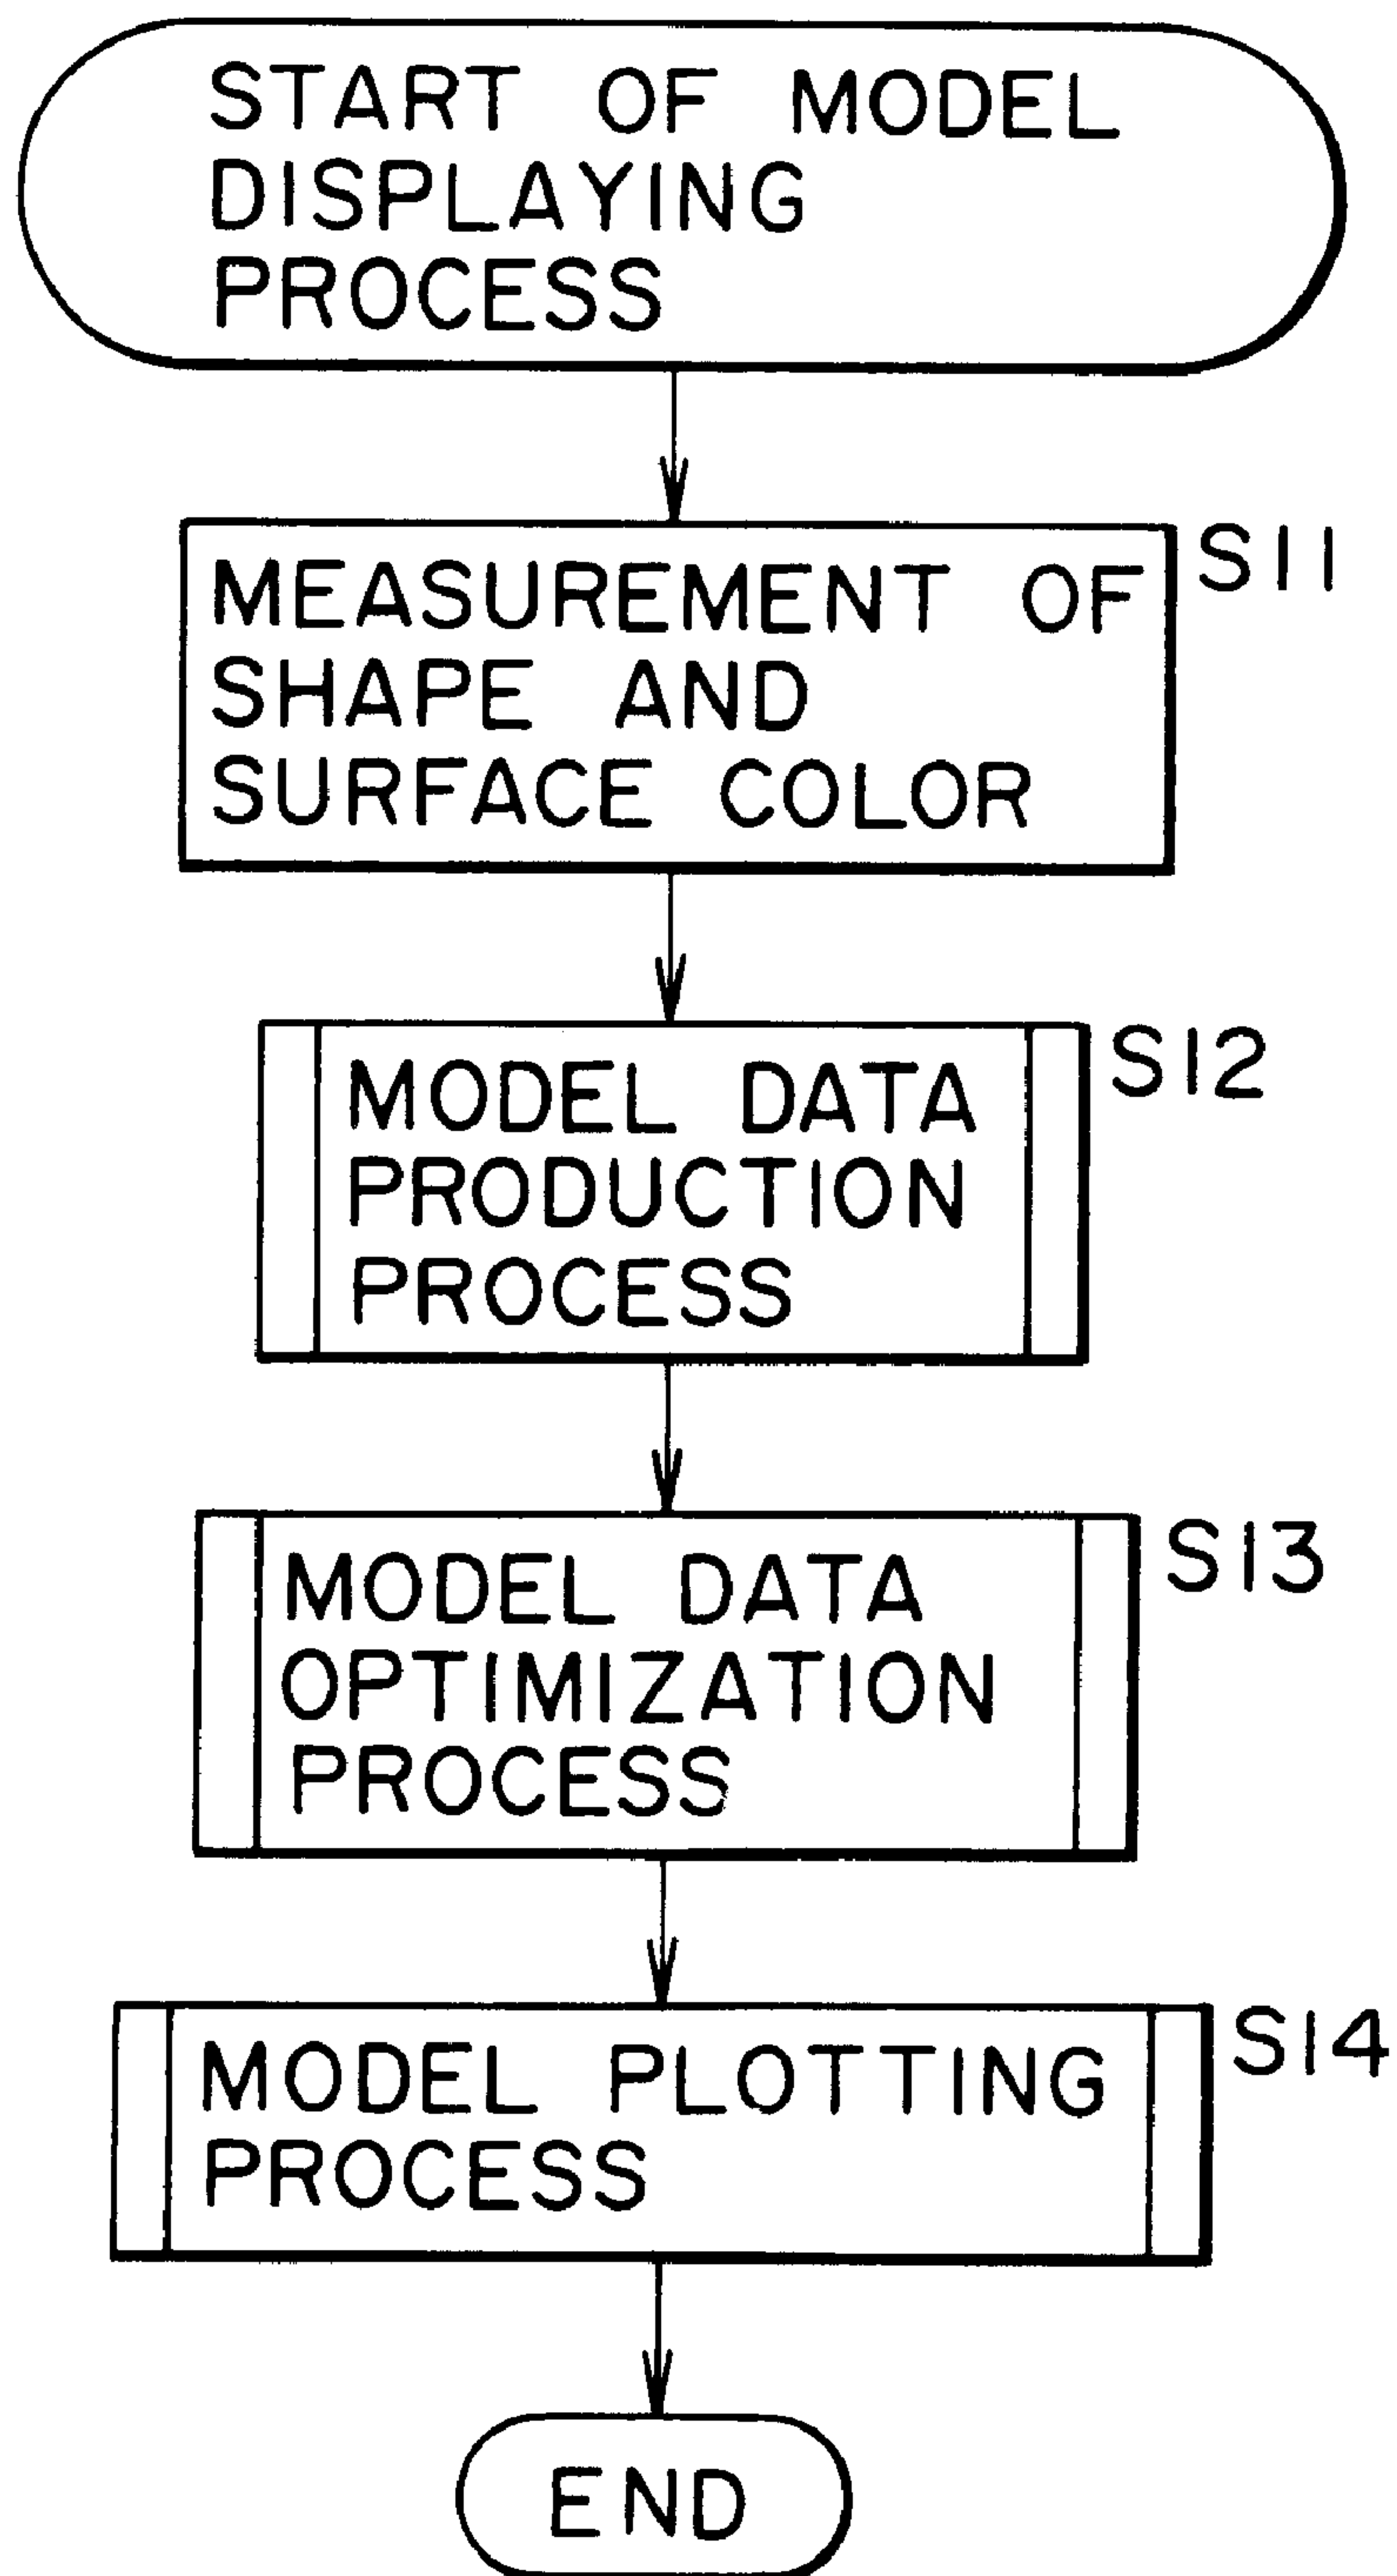 START OF MODEL
DISPLAYING
PROCESS
MEASUREMENT OF
SHAPE AND
SURFACE COLOR
S11
MODEL DATA
PRODUCTION
PROCESS
S12
MODEL DATA
OPTIMIZATION
PROCESS
S13
MODEL PLOTTING
PROCESS
S14
END